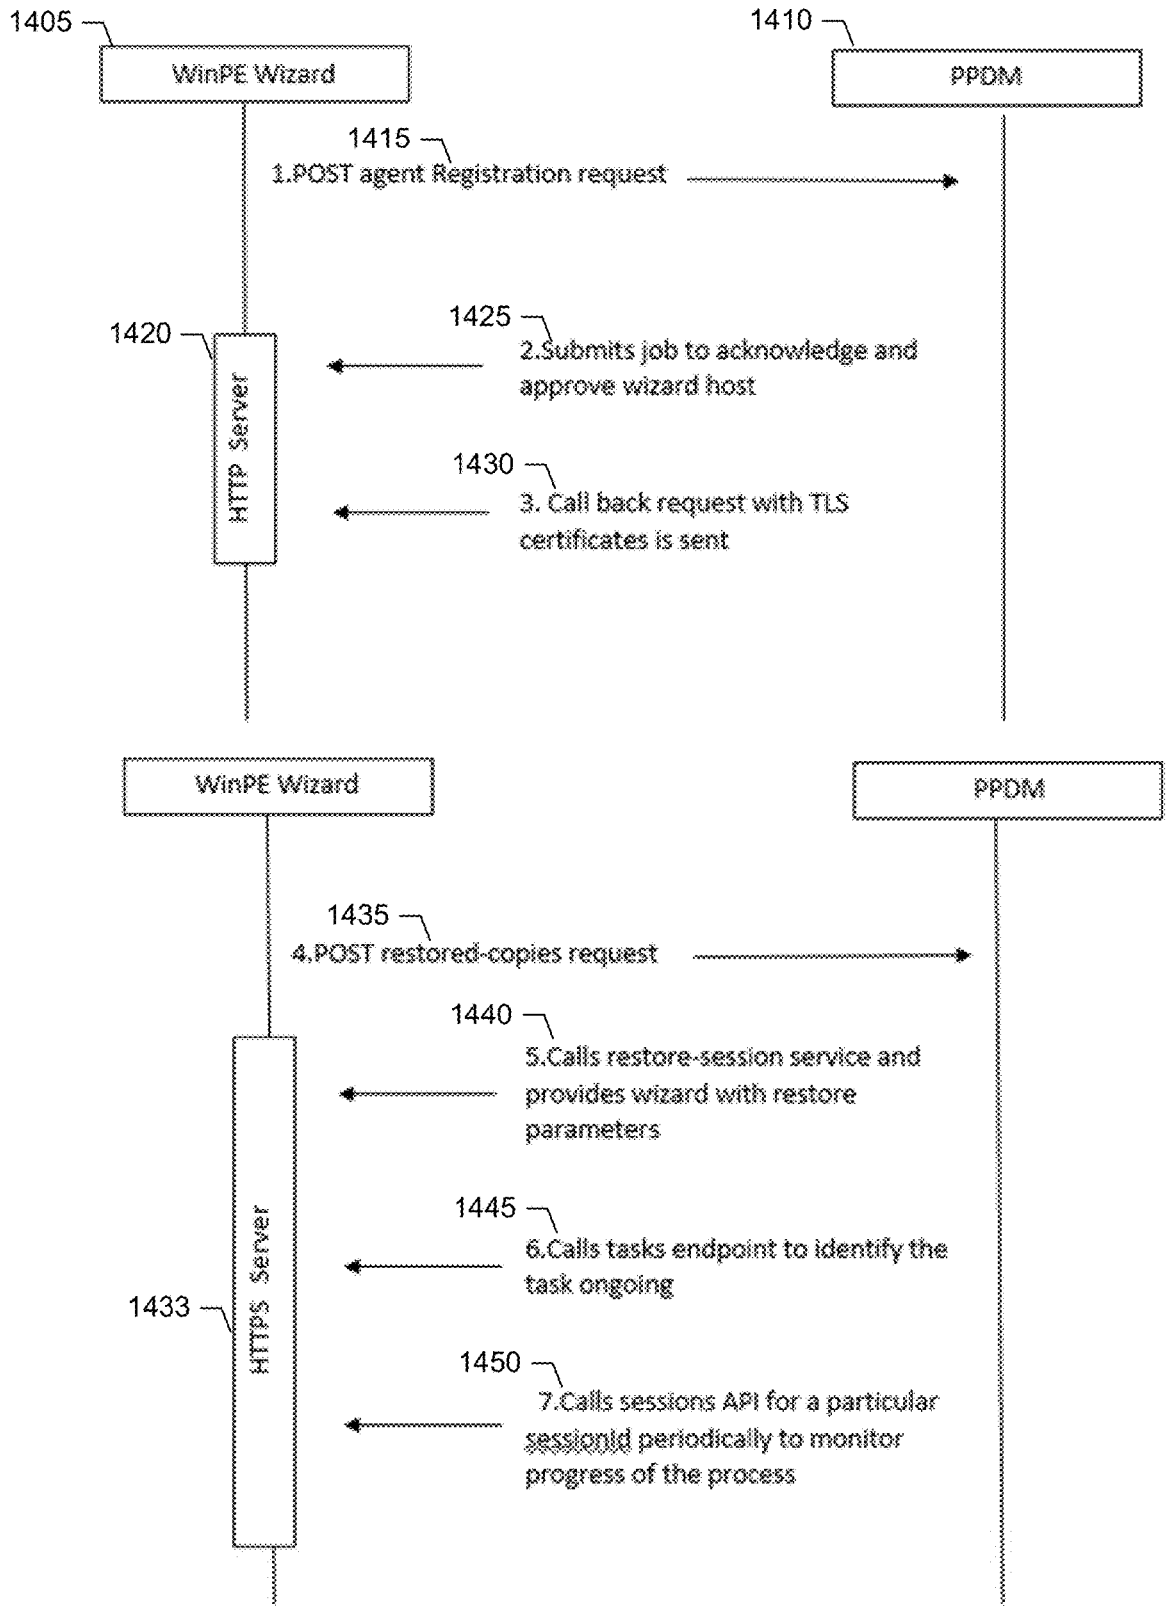 1405
1410
WinPE Wizard
PPDM
1415
1.POST agent Registration request
1420
1425
2.Submits job to acknowledge and
approve wizard host
HTTP Server
1430
3. Call back request with TLS
certificates is sent
WinPE Wizard
PPDM
1435
4.POST restored-copies request
1440
5.Calls restore-session service and
provides wizard with restore
parameters
1445
6.Calls tasks endpoint to identify the
task ongoing
HTTPS Server
1433
1450
7.Calls sessions API for a particular
sessionId periodically to monitor
progress of the process